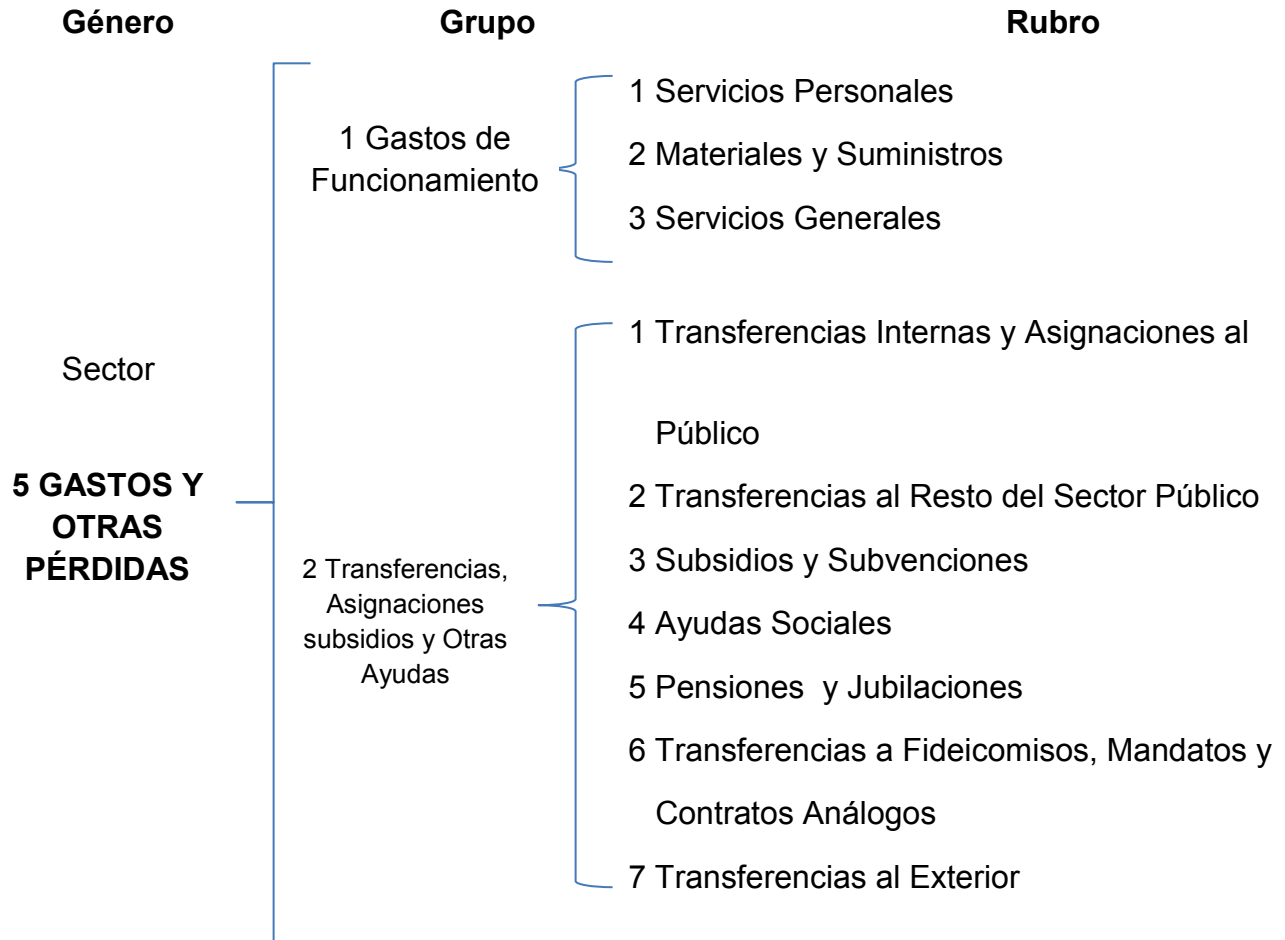 Género Grupo Rubro
1 Gastos de
Funcionamiento
1 Servicios Personales
2 Materiales y Suministros
3 Servicios Generales
Sector
5 GASTOS Y
OTRAS
PÉRDIDAS
2 Transferencias,
Asignaciones
subsidios y Otras
Ayudas
1 Transferencias Internas y Asignaciones al
Público
2 Transferencias al Resto del Sector Público
3 Subsidios y Subvenciones
4 Ayudas Sociales
5 Pensiones y Jubilaciones
6 Transferencias a Fideicomisos, Mandatos y
Contratos Análogos
7 Transferencias al Exterior